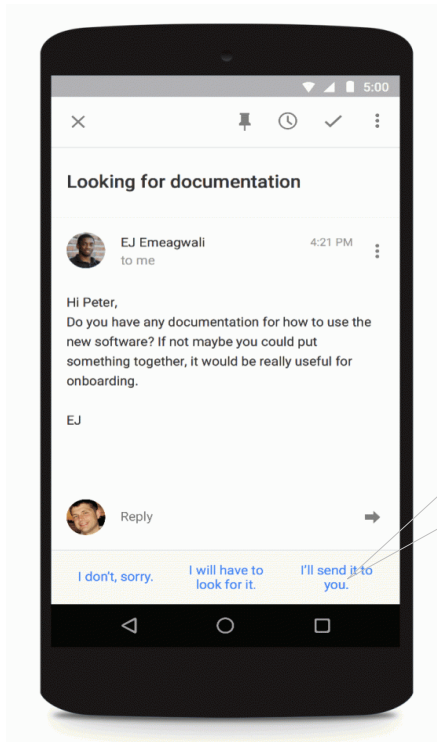 5:00
Looking for documentation
EJ Emeagwali
4:21 PM
to me
Hi Peter,
Do you have any documentation for how to use the
new software? If not maybe you could put
something together, it would be really useful for
onboarding.
EJ
Reply
I don't, sorry.
I will have to
look for it.
I'll send it to
you.